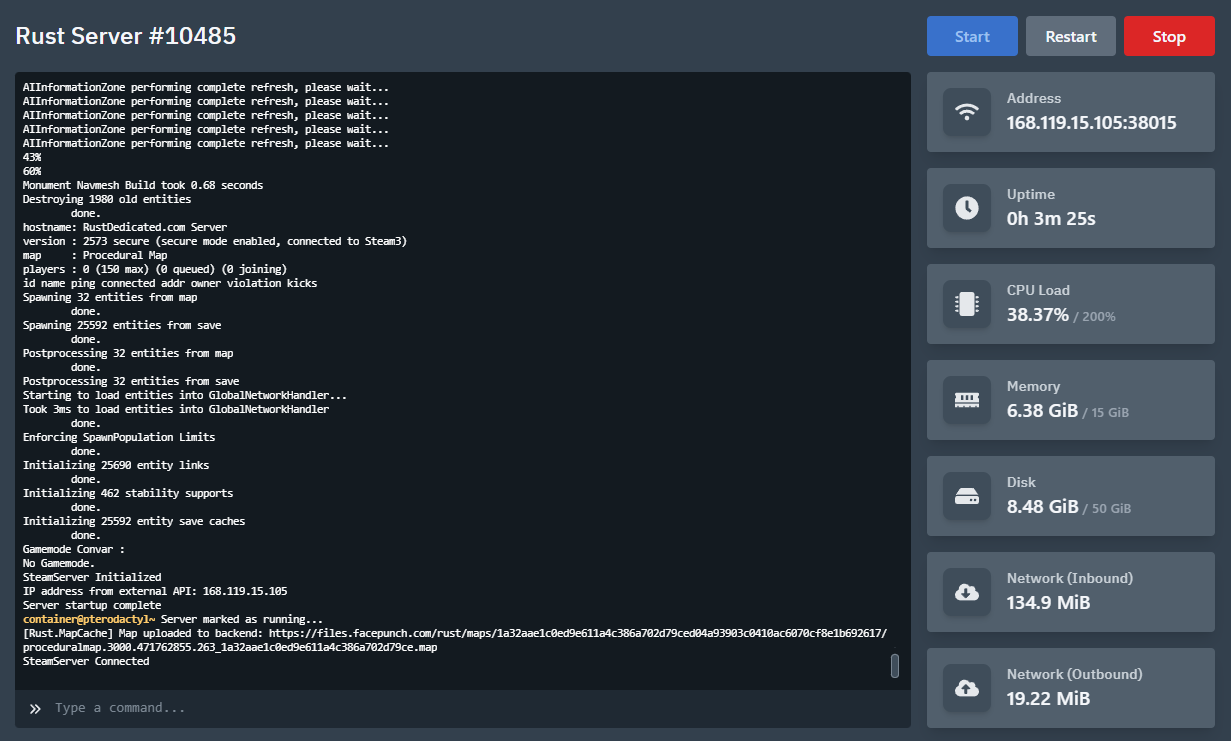 Rust Server #10485
Start
Restart
Stop
AIInformationZone performing complete refresh, please wait...
AIInformationZone performing complete refresh, please wait...
AIInformationZone performing complete refresh, please wait...
AIInformationZone performing complete refresh, please wait...
AIInformationZone performing complete refresh, please wait...
43%
60%
Monument Navmesh Build took 0.68 seconds
Destroying 1980 old entities
done.
hostname: RustDedicated.com Server
version : 2573 secure (secure mode enabled, connected to Steam3)
map     : Procedural Map
players : 0 (150 max) (0 queued) (0 joining)
id name ping connected addr owner violation kicks
Spawning 32 entities from map
done.
Spawning 25592 entities from save
done.
Postprocessing 32 entities from map
done.
Postprocessing 32 entities from save
Starting to load entities into GlobalNetworkHandler...
Took 3ms to load entities into GlobalNetworkHandler
done.
Enforcing SpawnPopulation Limits
done.
Initializing 25690 entity links
done.
Initializing 462 stability supports
done.
Initializing 25592 entity save caches
done.
Gamemode Convar :
No Gamemode.
SteamServer Initialized
IP address from external API: 168.119.15.105
Server startup complete
container@pterodactyl~ Server marked as running...
[Rust.MapCache] Map uploaded to backend: https://files.facepunch.com/rust/maps/1a32aae1c0ed9e611a4c386a702d79ced04a93903c0410ac6070cf8e1b692617/
proceduralmap.3000.471762855.263_1a32aae1c0ed9e611a4c386a702d79ce.map
SteamServer Connected
Type a command...
Address
168.119.15.105:38015
Uptime
0h 3m 25s
CPU Load
38.37% / 200%
Memory
6.38 GiB / 15 GiB
Disk
8.48 GiB / 50 GiB
Network (Inbound)
134.9 MiB
Network (Outbound)
19.22 MiB